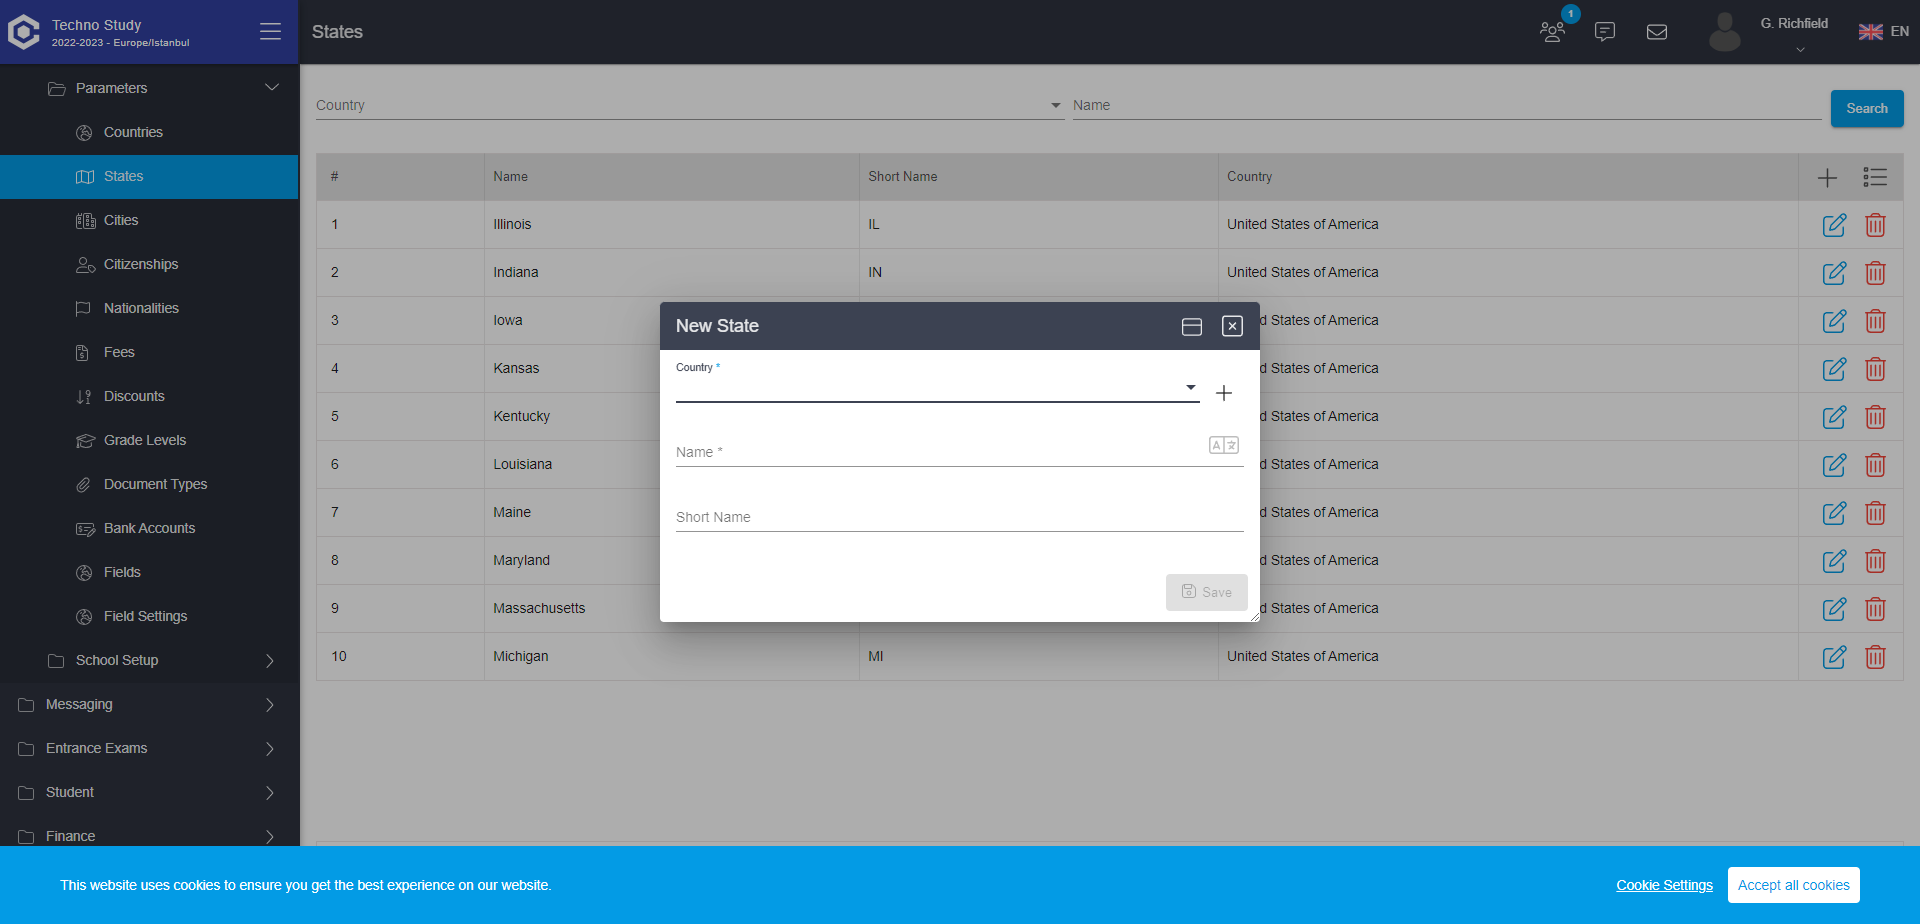 Techno Study
2022-2023 - Europe/Istanbul
States
1
G. Richfield
EN
Parameters
Countries
States
Cities
Citizenships
Nationalities
Fees
Discounts
Grade Levels
Document Types
Bank Accounts
Fields
Field Settings
School Setup
Messaging
Entrance Exams
Student
Finance
Country
Name
Search
# Name Short Name Country
1 Illinois IL United States of America
2 Indiana IN United States of America
3 Iowa d States of America
4 Kansas d States of America
5 Kentucky d States of America
6 Louisiana d States of America
7 Maine d States of America
8 Maryland d States of America
9 Massachusetts d States of America
10 Michigan MI United States of America
New State
Country *
Name *
Short Name
Save
This website uses cookies to ensure you get the best experience on our website.
Cookie Settings
Accept all cookies